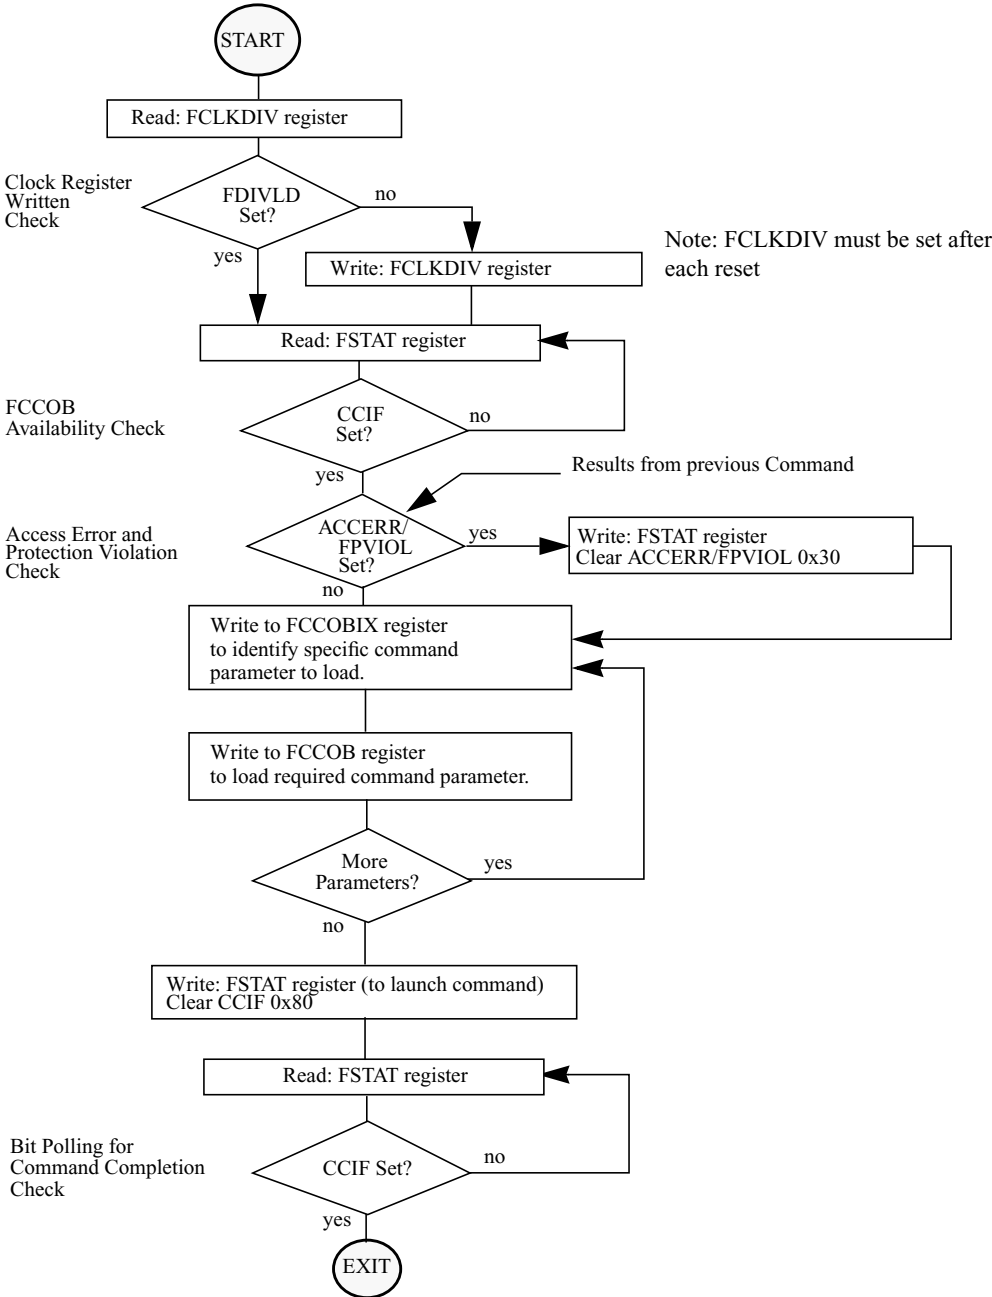 START
Read: FCLKDIV register
Clock Register
Written
Check
FDIVLD
Set?
no
yes
Write: FCLKDIV register
Note: FCLKDIV must be set after
each reset
Read: FSTAT register
FCCOB
Availability Check
CCIF
Set?
no
yes
Results from previous Command
Access Error and
Protection Violation
Check
ACCERR/
FPVIOL
Set?
yes
no
Write: FSTAT register
Clear ACCERR/FPVIOL 0x30
Write to FCCOBIX register
to identify specific command
parameter to load.
Write to FCCOB register
to load required command parameter.
More
Parameters?
yes
no
Write: FSTAT register (to launch command)
Clear CCIF 0x80
Read: FSTAT register
Bit Polling for
Command Completion
Check
CCIF Set?
no
yes
EXIT